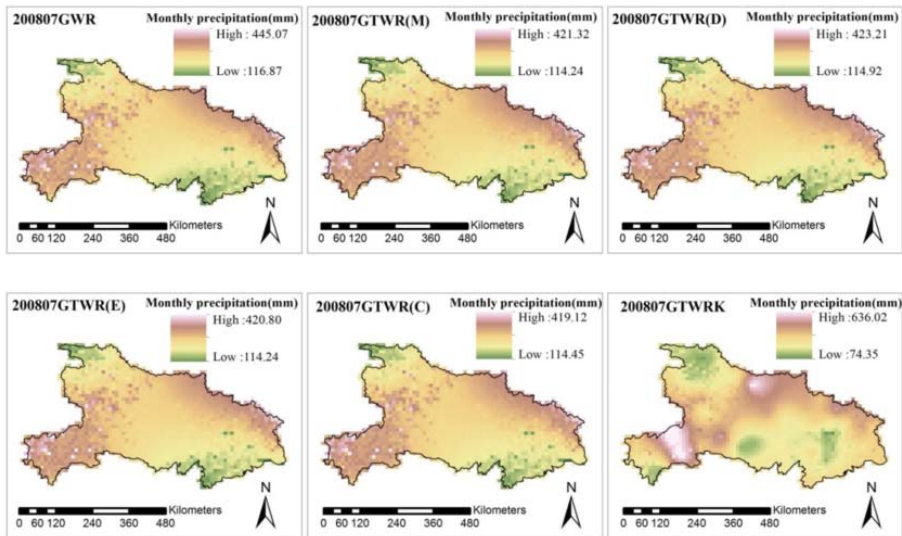 200807GWR
Monthly precipitation(mm)
High : 445.07
Low :116.87
N
Kilometers
0 60 120 240 360 480
200807GTWR(M)
Monthly precipitation(mm)
High : 421.32
Low : 114.24
N
Kilometers
0 60 120 240 360 480
200807GTWR(D)
Monthly precipitation(mm)
High : 423.21
Low : 114.92
N
Kilometers
0 60 120 240 360 480
200807GTWR(E)
Monthly precipitation(mm)
High : 420.80
Low : 114.24
N
Kilometers
0 60 120 240 360 480
200807GTWR(C)
Monthly precipitation(mm)
High :419.12
Low : 114.45
N
Kilometers
0 60 120 240 360 480
200807GTWRK
Monthly precipitation(mm)
High :636.02
Low : 74.35
N
Kilometers
0 60 120 240 360 480